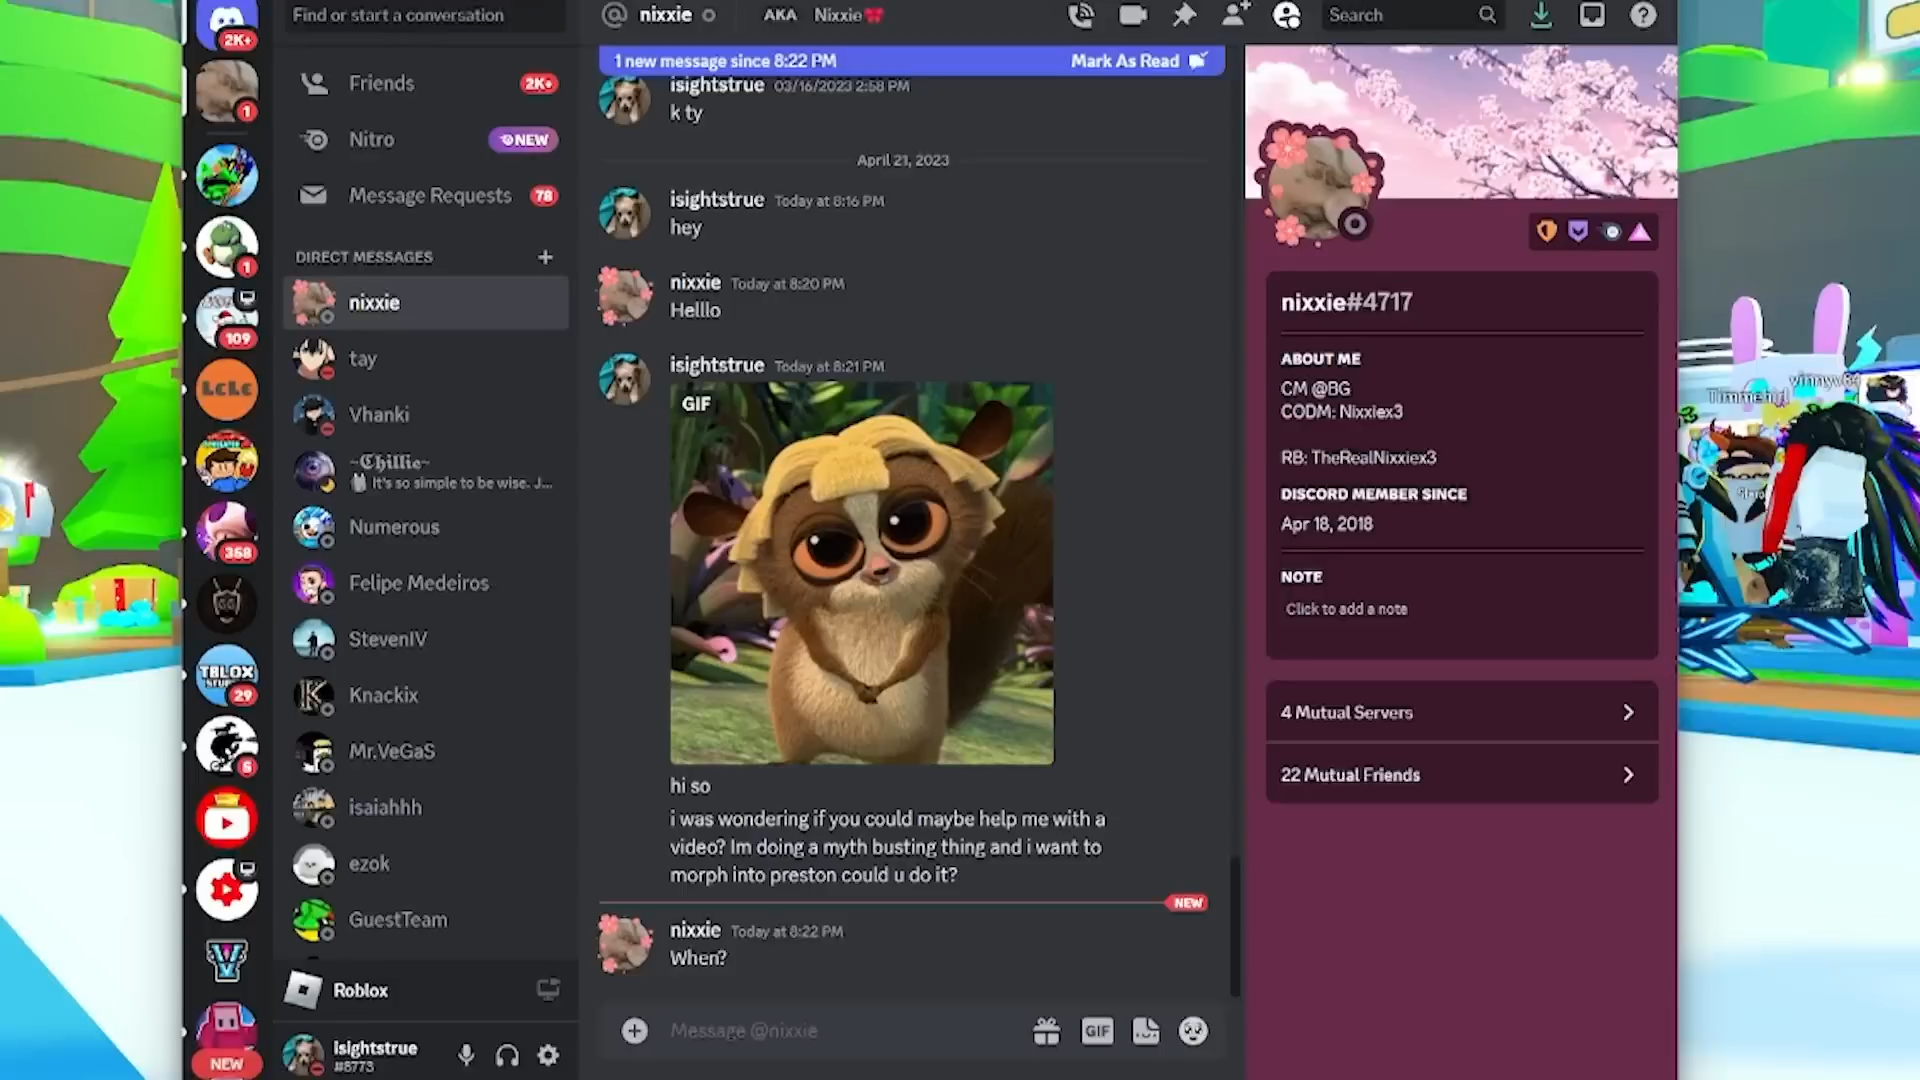 2K+
1
1
109
LCLC
358
TBLOX
29
5
NEW
Find or start a conversation
Friends
2K+
Nitro
NEW
Message Requests
78
DIRECT MESSAGES
nixxie
tay
Vhanki
~Chillie~
It's so simple to be wise. J...
Numerous
Felipe Medeiros
StevenIV
Knackix
Mr.VeGaS
isaiahhh
ezok
GuestTeam
Roblox
isightstrue
#8773
nixxie
AKA Nixxie
Search
1 new message since 8:22 PM
Mark As Read
isightstrue 03/16/2023 2:58 PM
k ty
April 21, 2023
isightstrue Today at 8:16 PM
hey
nixxie Today at 8:20 PM
Helllo
isightstrue Today at 8:21 PM
GIF
hi so
i was wondering if you could maybe help me with a
video? Im doing a myth busting thing and i want to
morph into preston could u do it?
NEW
nixxie Today at 8:22 PM
When?
Message @nixxie
GIF
nixxie#4717
ABOUT ME
CM @BG
CODM: Nixxiex3
RB: TheRealNixxiex3
DISCORD MEMBER SINCE
Apr 18, 2018
NOTE
Click to add a note
4 Mutual Servers
22 Mutual Friends